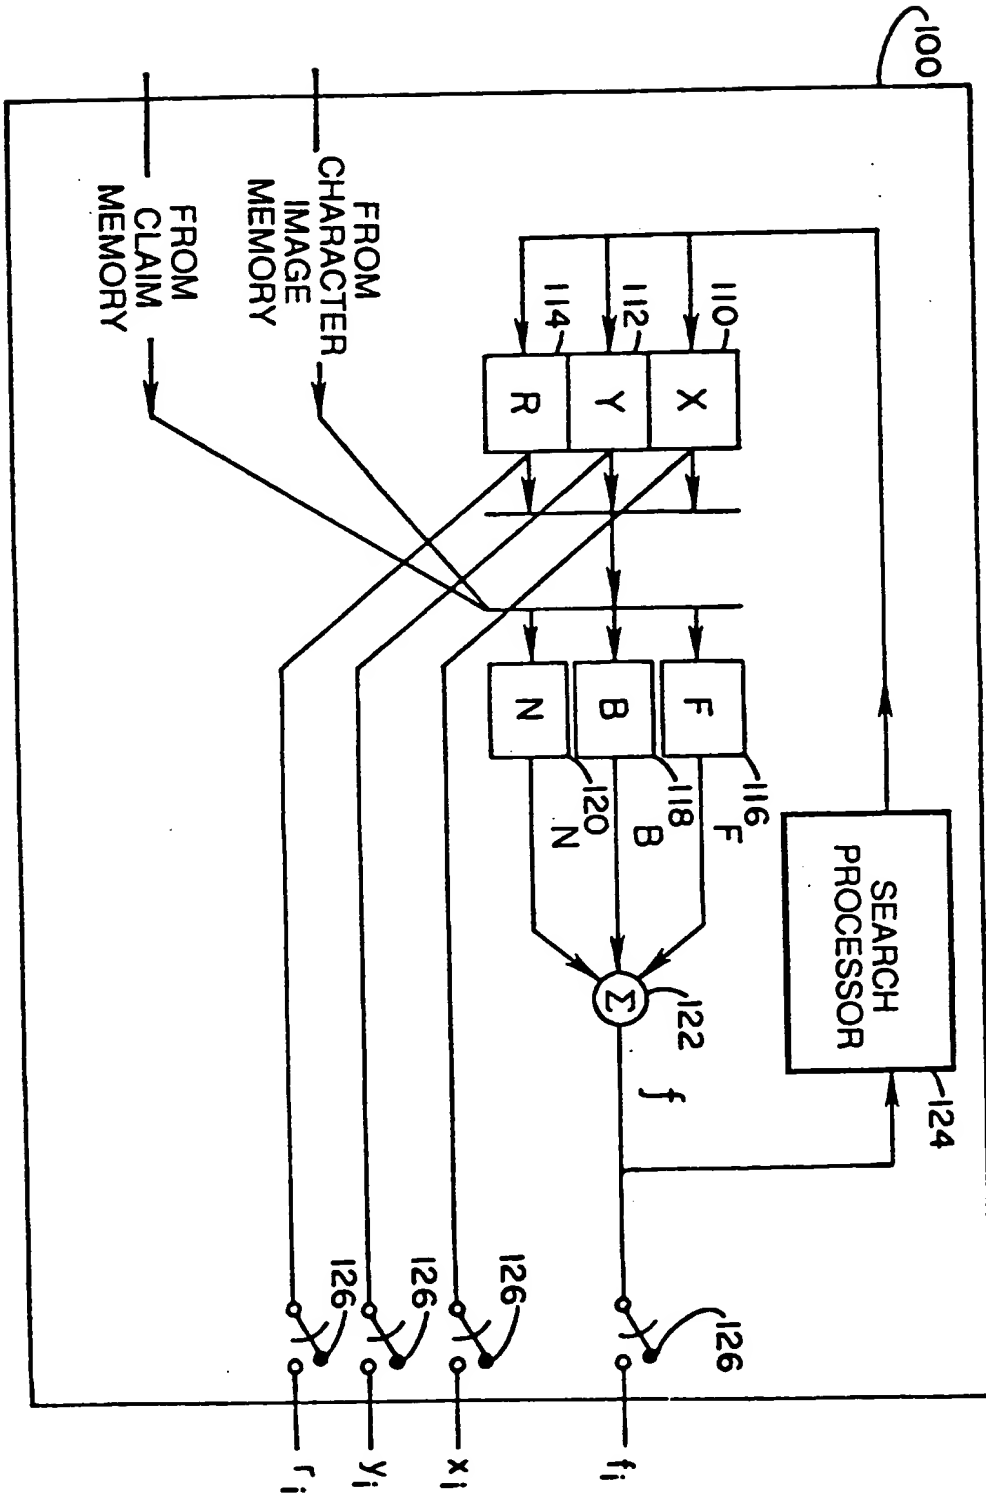 100
SEARCH
PROCESSOR
124
110
112
114
X
Y
R
F
B
N
116
118
120
F
B
N
Σ
122
f
FROM
CHARACTER
IMAGE
MEMORY
FROM
CLAIM
MEMORY
126
126
126
126
fi
xi
yi
ri